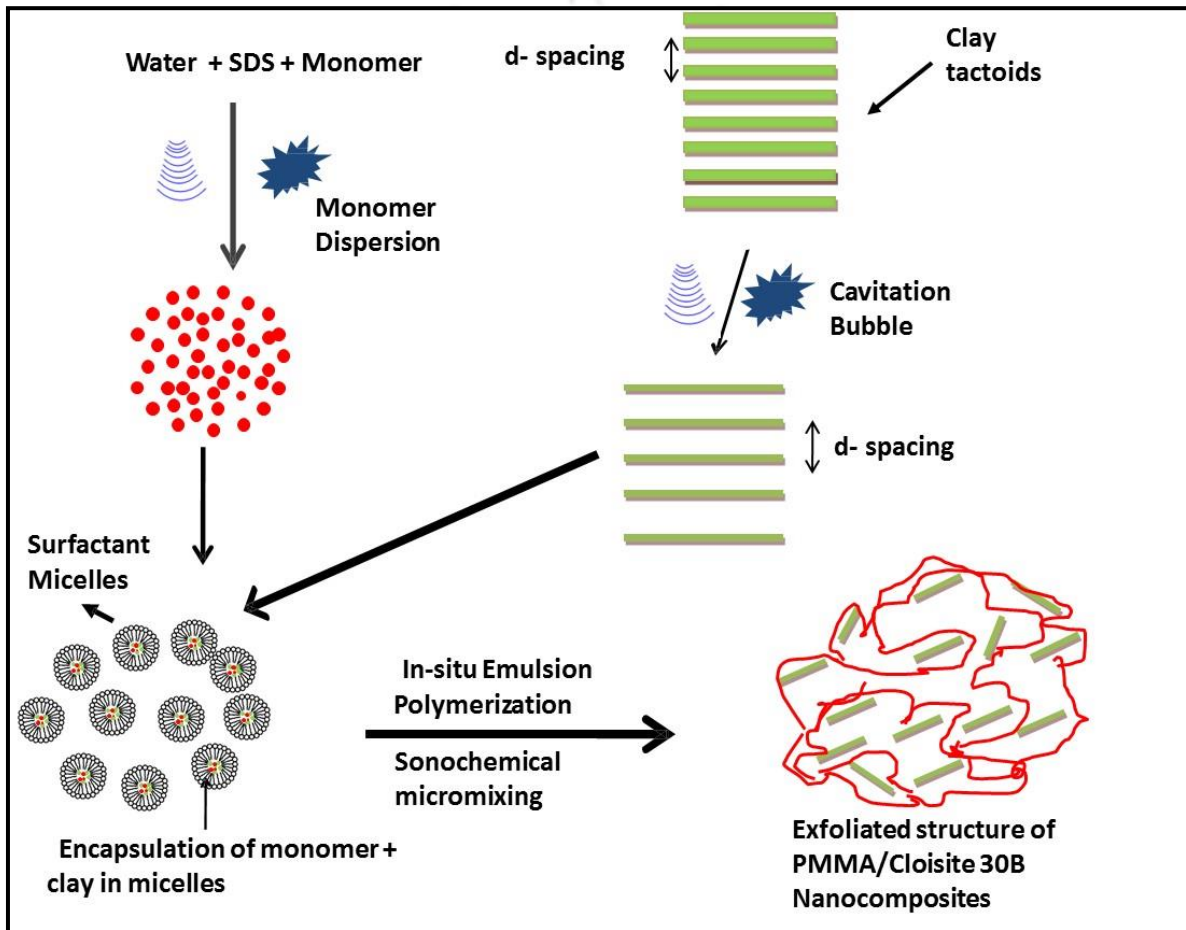 Water + SDS + Monomer
Monomer
Dispersion
d- spacing
Clay
tactoids
Cavitation
Bubble
d- spacing
Surfactant
Micelles
In-situ Emulsion
Polymerization
Sonochemical
micromixing
Encapsulation of monomer +
clay in micelles
Exfoliated structure of
PMMA/Cloisite 30B
Nanocomposites